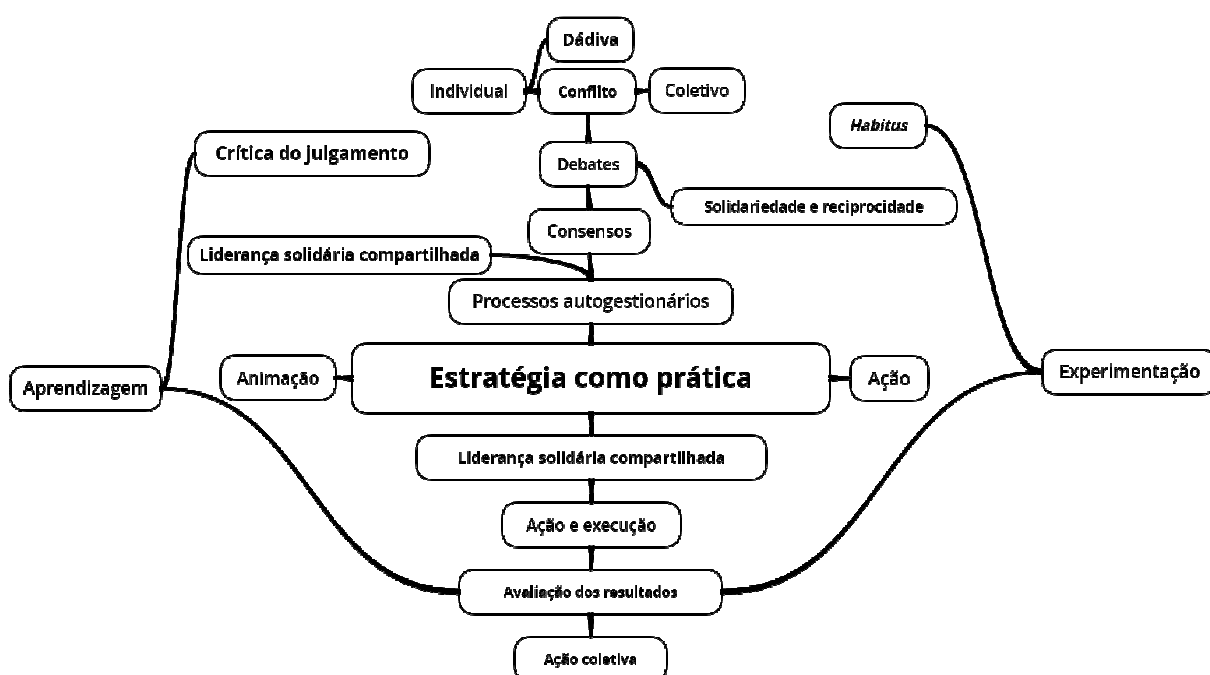 Dádiva
Individual
Conflito
Coletivo
Habitus
Crítica do julgamento
Debates
Solidariedade e reciprocidade
Consensos
Liderança solidária compartilhada
Processos autogestionários
Aprendizagem
Animação
Estratégia como prática
Ação
Experimentação
Liderança solidária compartilhada
Ação e execução
Avaliação dos resultados
Ação coletiva